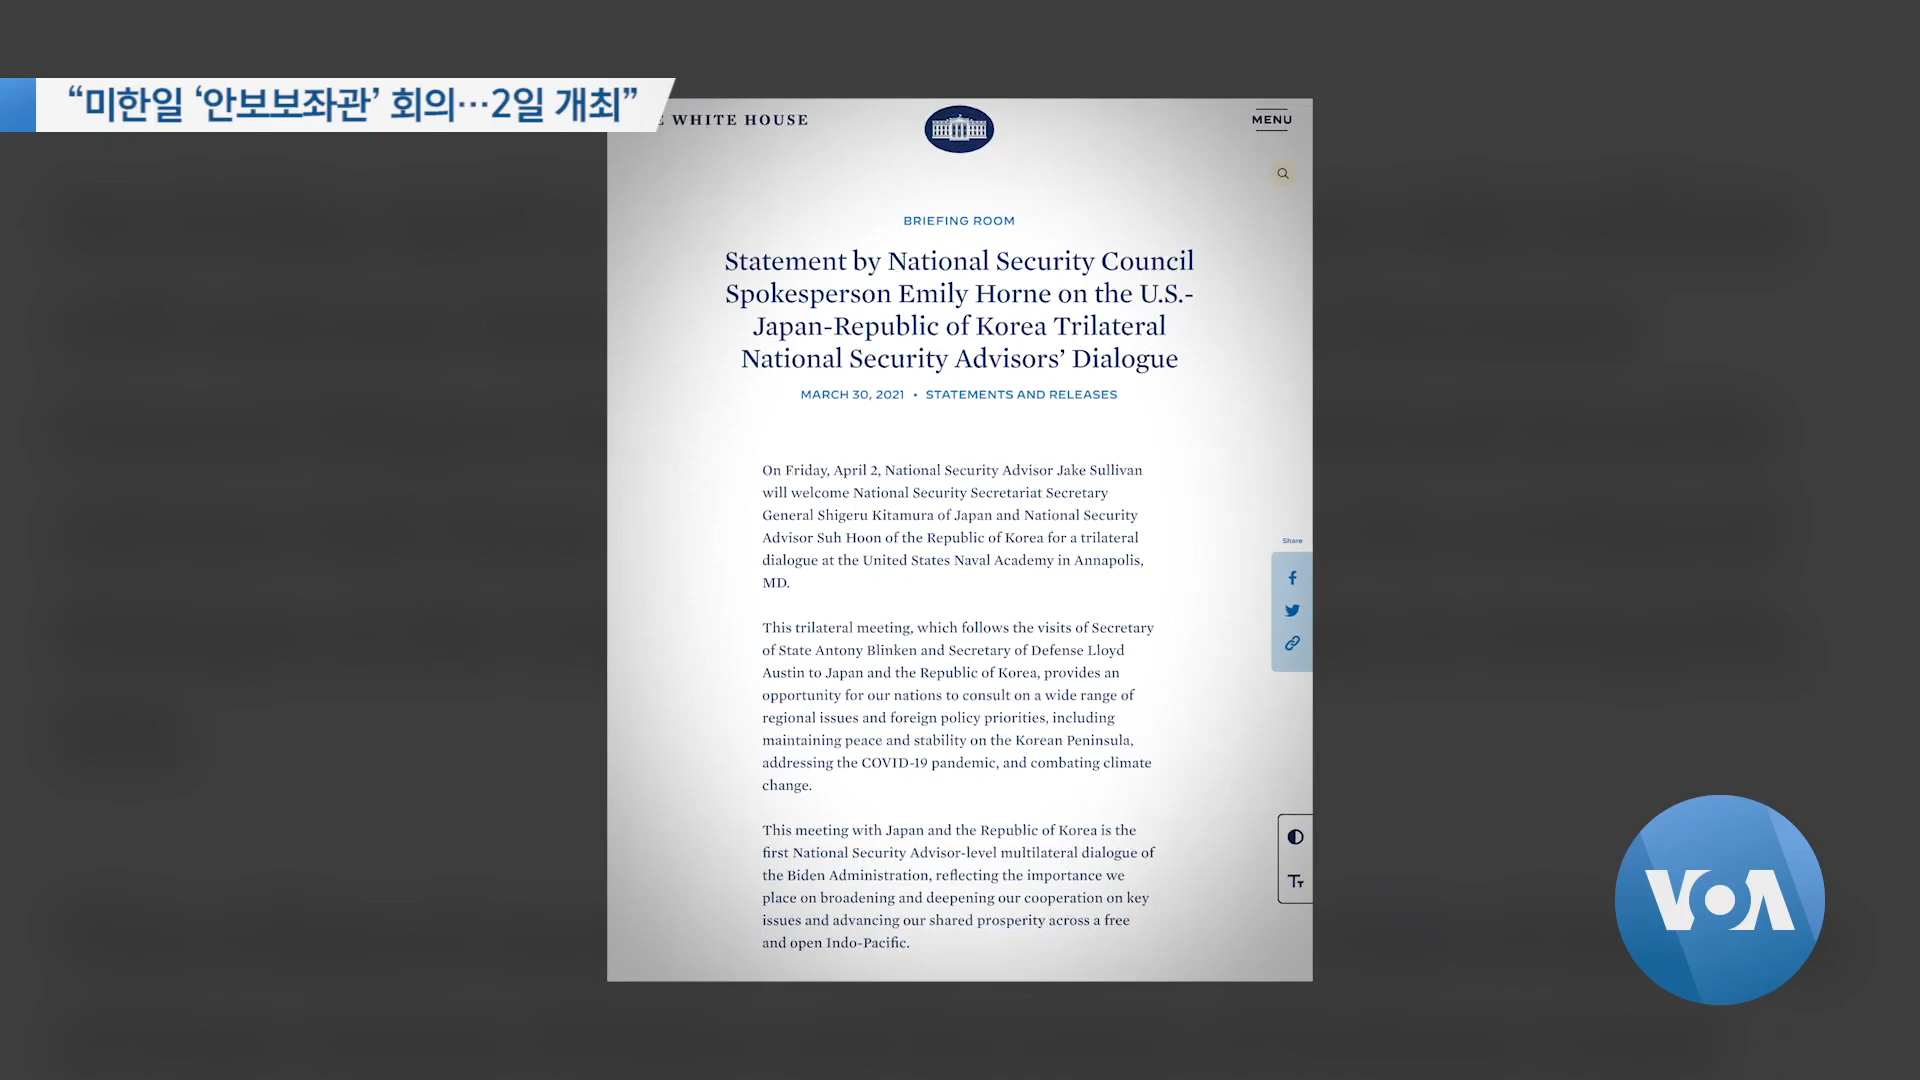 “미한일 ‘안보보좌관’ 회의…2일 개최”
WHITE HOUSE
MENU
BRIEFING ROOM
Statement by National Security Council
Spokesperson Emily Horne on the U.S.-
Japan-Republic of Korea Trilateral
National Security Advisors’ Dialogue
MARCH 30, 2021 • STATEMENTS AND RELEASES
On Friday, April 2, National Security Advisor Jake Sullivan
will welcome National Security Secretariat Secretary
General Shigeru Kitamura of Japan and National Security
Advisor Suh Hoon of the Republic of Korea for a trilateral
dialogue at the United States Naval Academy in Annapolis,
MD.
This trilateral meeting, which follows the visits of Secretary
of State Antony Blinken and Secretary of Defense Lloyd
Austin to Japan and the Republic of Korea, provides an
opportunity for our nations to consult on a wide range of
regional issues and foreign policy priorities, including
maintaining peace and stability on the Korean Peninsula,
addressing the COVID-19 pandemic, and combating climate
change.
This meeting with Japan and the Republic of Korea is the
first National Security Advisor-level multilateral dialogue of
the Biden Administration, reflecting the importance we
place on broadening and deepening our cooperation on key
issues and advancing our shared prosperity across a free
and open Indo-Pacific.
Share
Tт
VOA